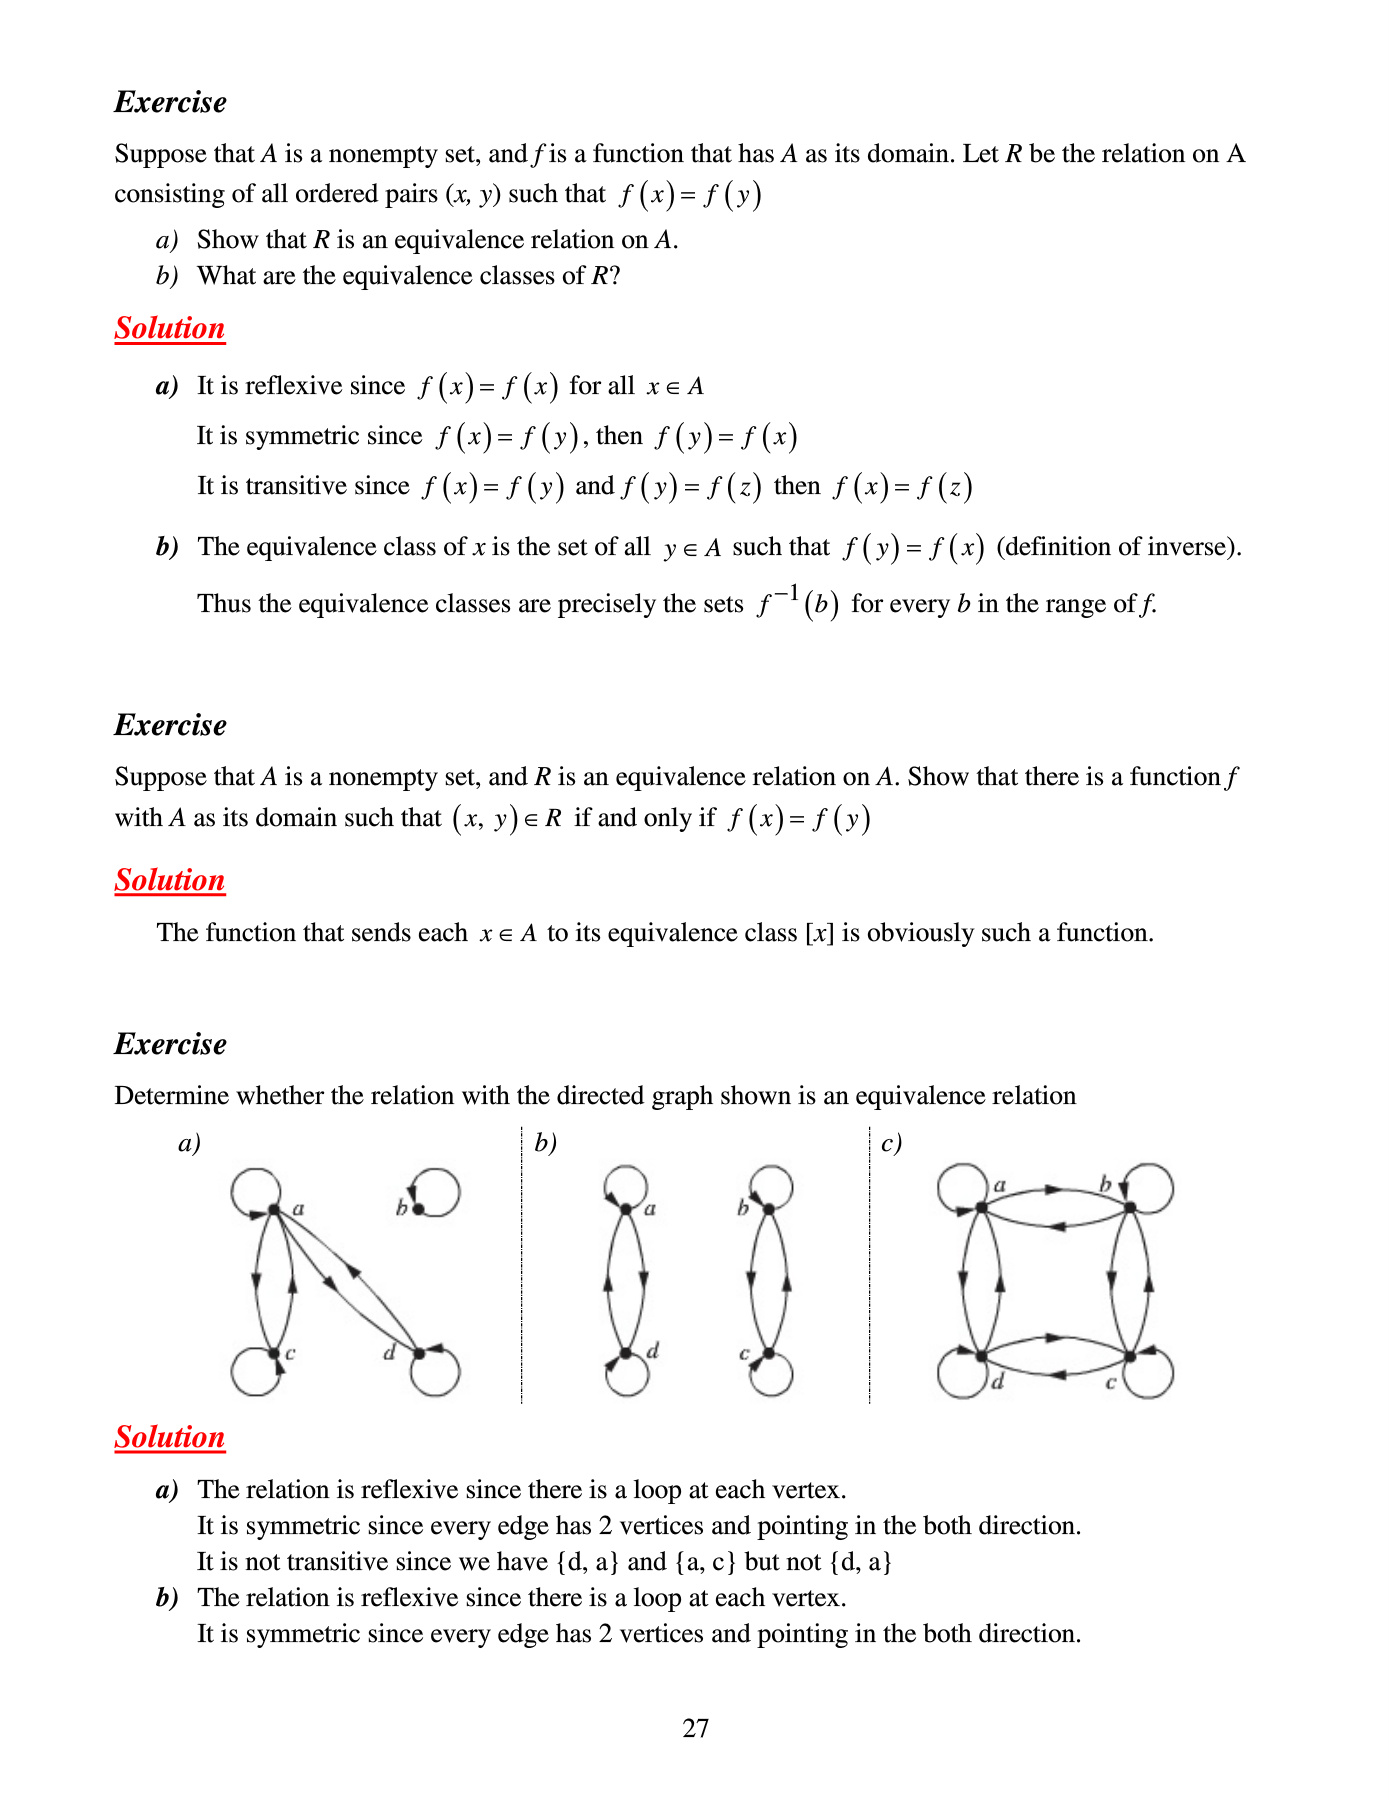 Exercise
Suppose that A is a nonempty set, and f is a function that has A as its domain. Let R be the relation on A
consisting of all ordered pairs (x, y) such that f(x) = f(y)
a) Show that R is an equivalence relation on A.
b) What are the equivalence classes of R?
Solution
a) It is reflexive since f(x) = f(x) for all x ∈ A
It is symmetric since f(x) = f(y), then f(y) = f(x)
It is transitive since f(x) = f(y) and f(y) = f(z) then f(x) = f(z)
b) The equivalence class of x is the set of all y ∈ A such that f(y) = f(x) (definition of inverse).
Thus the equivalence classes are precisely the sets f⁻¹(b) for every b in the range of f.
Exercise
Suppose that A is a nonempty set, and R is an equivalence relation on A. Show that there is a function f
with A as its domain such that (x, y) ∈ R if and only if f(x) = f(y)
Solution
The function that sends each x ∈ A to its equivalence class [x] is obviously such a function.
Exercise
Determine whether the relation with the directed graph shown is an equivalence relation
a) b) c)
a b a b a b
c d d c d c
Solution
a) The relation is reflexive since there is a loop at each vertex.
It is symmetric since every edge has 2 vertices and pointing in the both direction.
It is not transitive since we have {d, a} and {a, c} but not {d, a}
b) The relation is reflexive since there is a loop at each vertex.
It is symmetric since every edge has 2 vertices and pointing in the both direction.
27